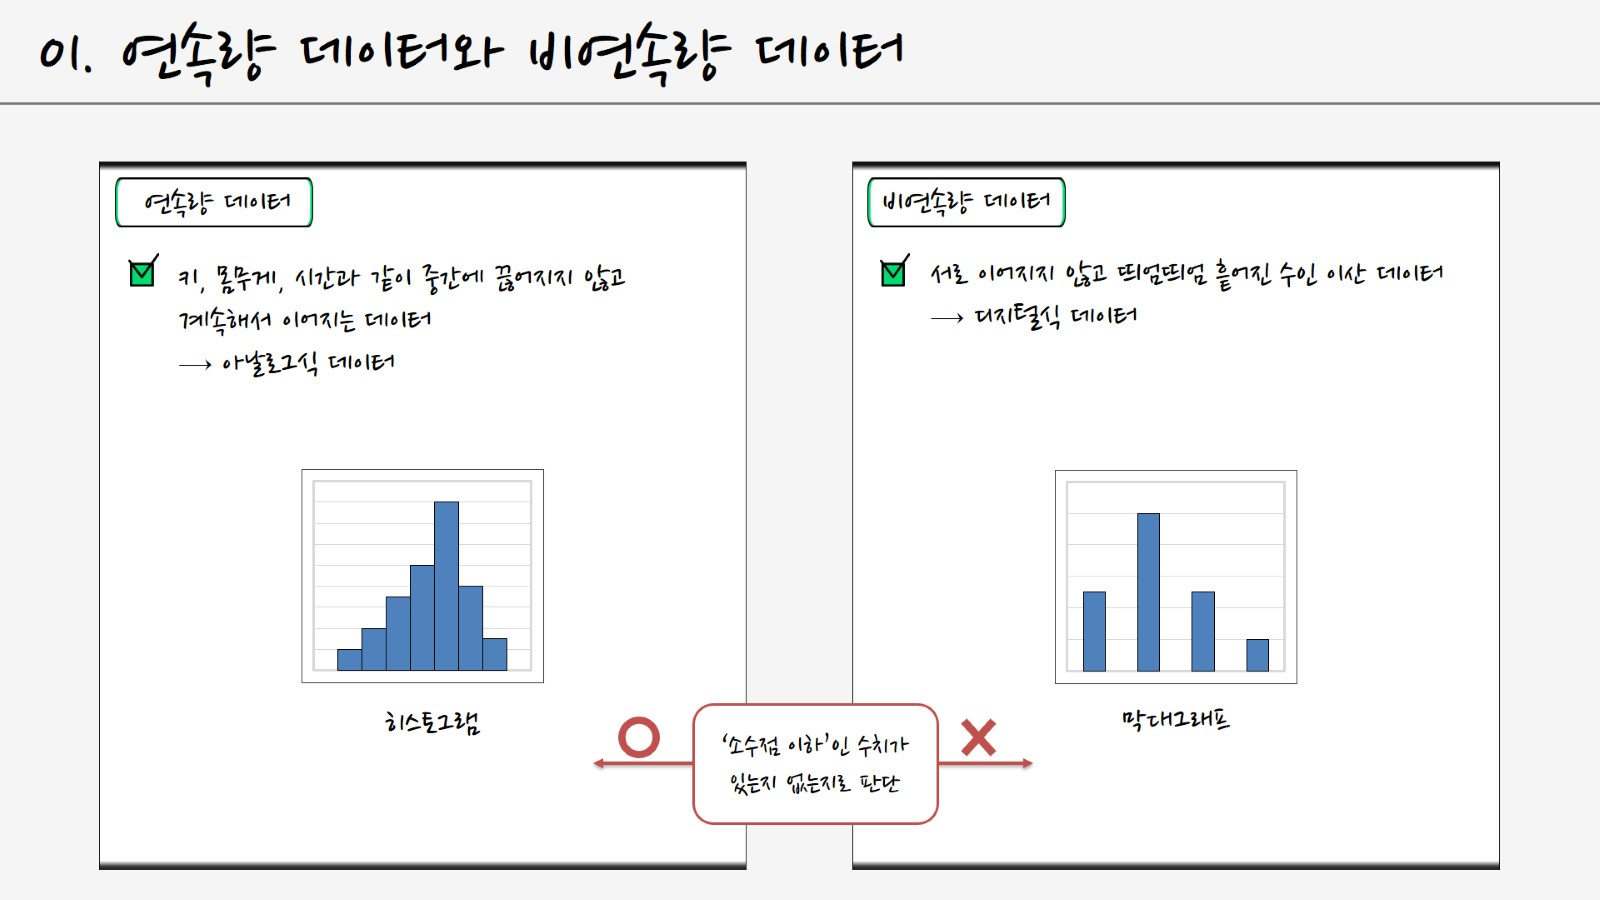 01. 연속량 데이터와 비연속량 데이터
연속량 데이터
키, 몸무게, 시간과 같이 중간에 끊어지지 않고
계속해서 이어지는 데이터
→ 아날로그식 데이터
히스토그램
비연속량 데이터
서로 이어지지 않고 띄엄띄엄 흩어진 수인 이산 데이터
→ 디지털식 데이터
막대그래프
‘소수점 이하’인 수치가
있는지 없는지로 판단